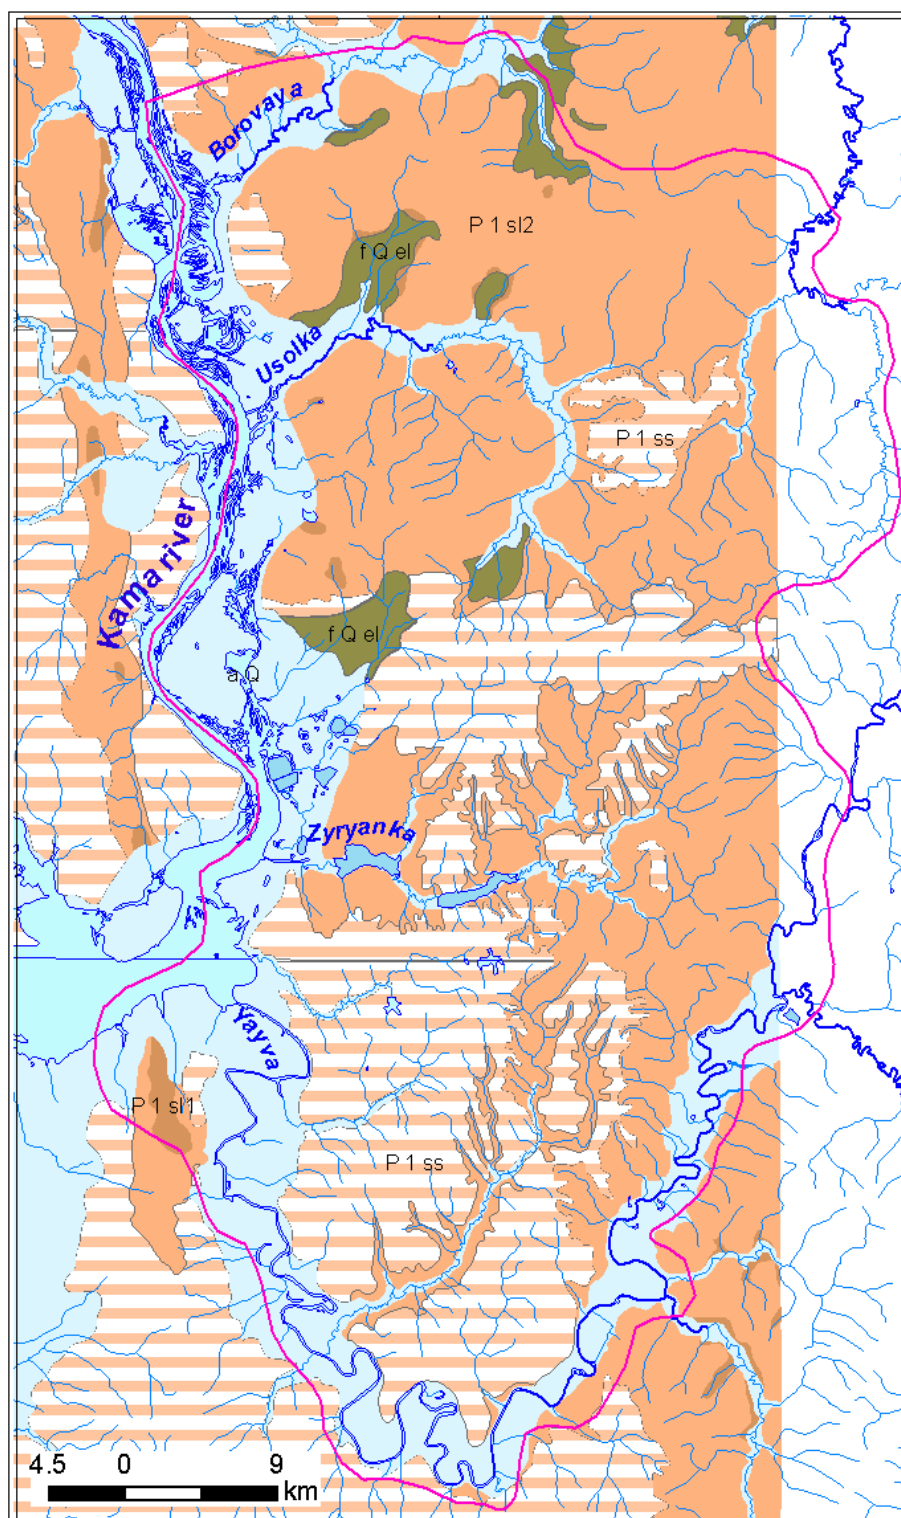 Borovaya
P 1 sl2
f Q el
Usolka
P 1 ss
Kama river
f Q el
a Q
Zyryanka
Yayva
P 1 sl1
P 1 ss
4.5 0 9
km